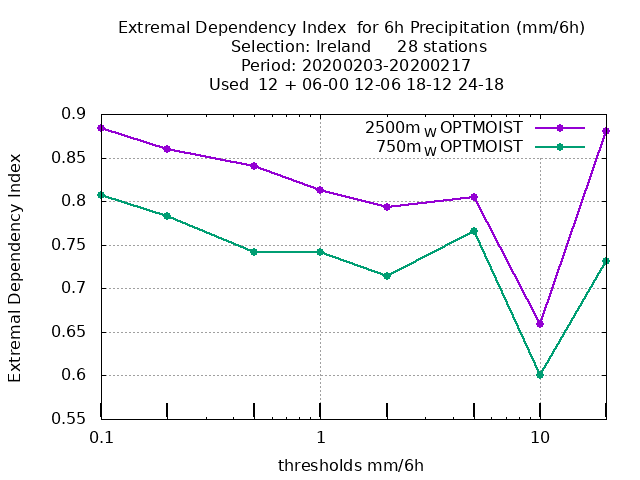 Extremal Dependency Index  for 6h Precipitation (mm/6h)
Selection: Ireland     28 stations
Period: 20200203-20200217
Used  12 + 06-00 12-06 18-12 24-18
0.9
0.85
0.8
0.75
0.7
0.65
0.6
0.55
Extremal Dependency Index
2500m W OPTMOIST
750m W OPTMOIST
0.1 1 10
thresholds mm/6h